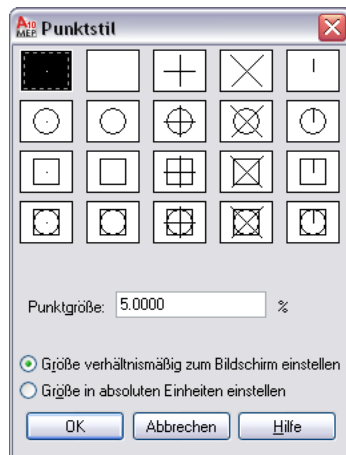 A10
MEP
Punktstil
Punktgröße: 5.0000 %
Größe verhältnismäßig zum Bildschirm einstellen
Größe in absoluten Einheiten einstellen
OK Abbrechen Hilfe